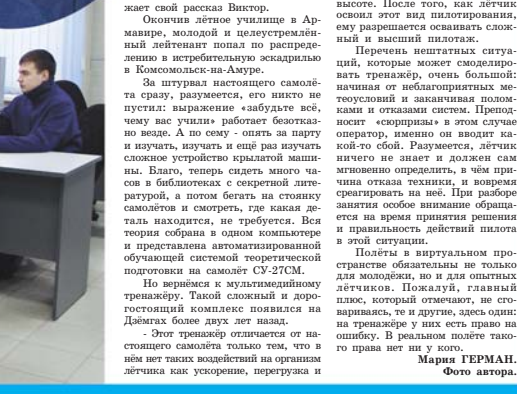 жает свой рассказ Виктор.
Окончив лётное училище в Ар-
мавире, молодой и целеустремлён-
ный лейтенант попал по распреде-
лению в истребительную эскадрилью
в Комсомольск-на-Амуре.
За штурвал настоящего самолё-
та сразу, разумеется, его никто не
пустил: выражение «забудьте всё,
чему вас учили» работает безотказ-
но везде. А по сему - опять за парту
и изучать, изучать и ещё раз изучать
сложное устройство крылатой маши-
ны. Благо, теперь сидеть много ча-
сов в библиотеках с секретной лите-
ратурой, а потом бегать на стоянку
самолётов и смотреть, где какая де-
таль находится, не требуется. Вся
теория собрана в одном компьютере
и представлена автоматизированной
обучающей системой теоретической
подготовки на самолёт СУ-27СМ.
Но вернёмся к мультимедийному
тренажёру. Такой сложный и доро-
гостоящий комплекс появился на
Дзёмгах более двух лет назад.
- Этот тренажёр отличается от на-
стоящего самолёта только тем, что в
нём нет таких воздействий на организм
лётчика как ускорение, перегрузка и
высоте. После того, как лётчик
освоил этот вид пилотирования,
ему разрешается осваивать слож-
ный и высший пилотаж.
Перечень нештатных ситуа-
ций, которые может смоделиро-
вать тренажёр, очень большой:
начиная от неблагоприятных ме-
теоусловий и заканчивая полом-
ками и отказами систем. Препод-
носит «сюрпризы» в этом случае
оператор, именно он вводит ка-
кой-то сбой. Разумеется, лётчик
ничего не знает и должен сам
мгновенно определить, в чём при-
чина отказа техники, и вовремя
среагировать на неё. При разборе
занятия особое внимание обраща-
ется на время принятия решения
и правильность действий пилота
в этой ситуации.
Полёты в виртуальном про-
странстве обязательны не только
для молодёжи, но и для опытных
лётчиков. Пожалуй, главный
плюс, который отмечают, не сго-
вариваясь, те и другие, здесь один:
на тренажёре у них есть право на
ошибку. В реальном полёте тако-
го права нет ни у кого.
Мария ГЕРМАН.
Фото автора.